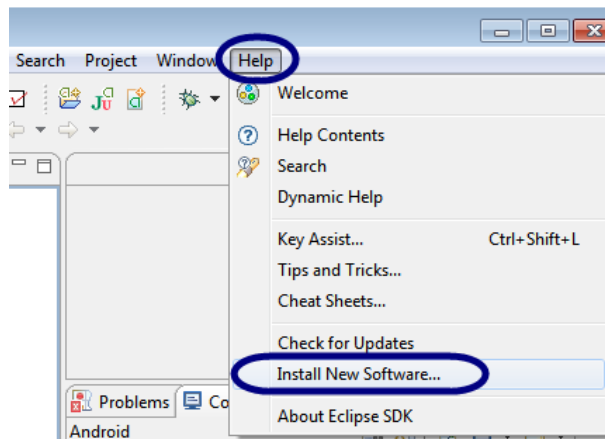 Search Project Window Help
Welcome
Help Contents
Search
Dynamic Help
Key Assist... Ctrl+Shift+L
Tips and Tricks...
Cheat Sheets...
Check for Updates
Install New Software...
About Eclipse SDK
Problems Co
Android